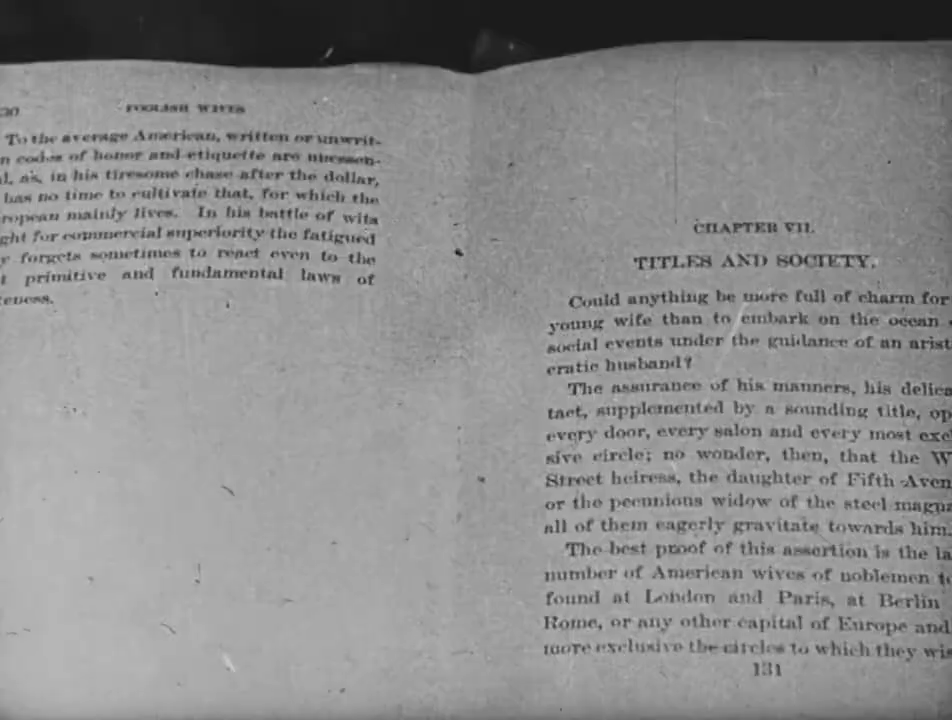 30 FOOLISH WIVES
To the average American, written or unwrit-
n codes of honor and etiquette are unessen-
l, as, in his tiresome chase after the dollar,
has no time to cultivate that, for which the
ropean mainly lives. In his battle of wits
ght for commercial superiority the fatigued
y forgets sometimes to react even to the
t primitive and fundamental laws of
teness.
CHAPTER VII.
TITLES AND SOCIETY.
Could anything be more full of charm for
young wife than to embark on the ocean
social events under the guidance of an arist
cratic husband?
The assurance of his manners, his delica
tact, supplemented by a sounding title, op
every door, every salon and every most exc
sive circle; no wonder, then, that the W
Street heiress, the daughter of Fifth Aven
or the pecunious widow of the steel magna
all of them eagerly gravitate towards him.
The best proof of this assertion is the la
number of American wives of noblemen to
found at London and Paris, at Berlin
Rome, or any other capital of Europe and
more exclusive the circles to which they wis
131